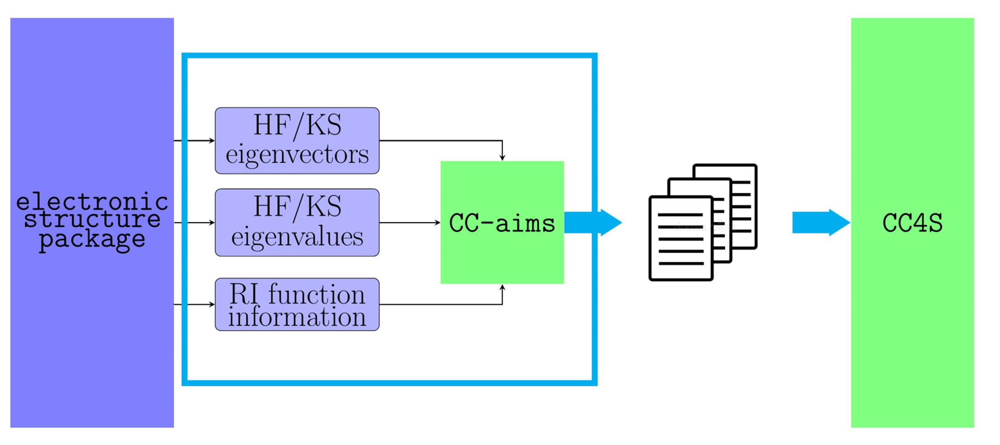 electronic
structure
package
HF/KS
eigenvectors
HF/KS
eigenvalues
RI function
information
CC-aims
CC4S